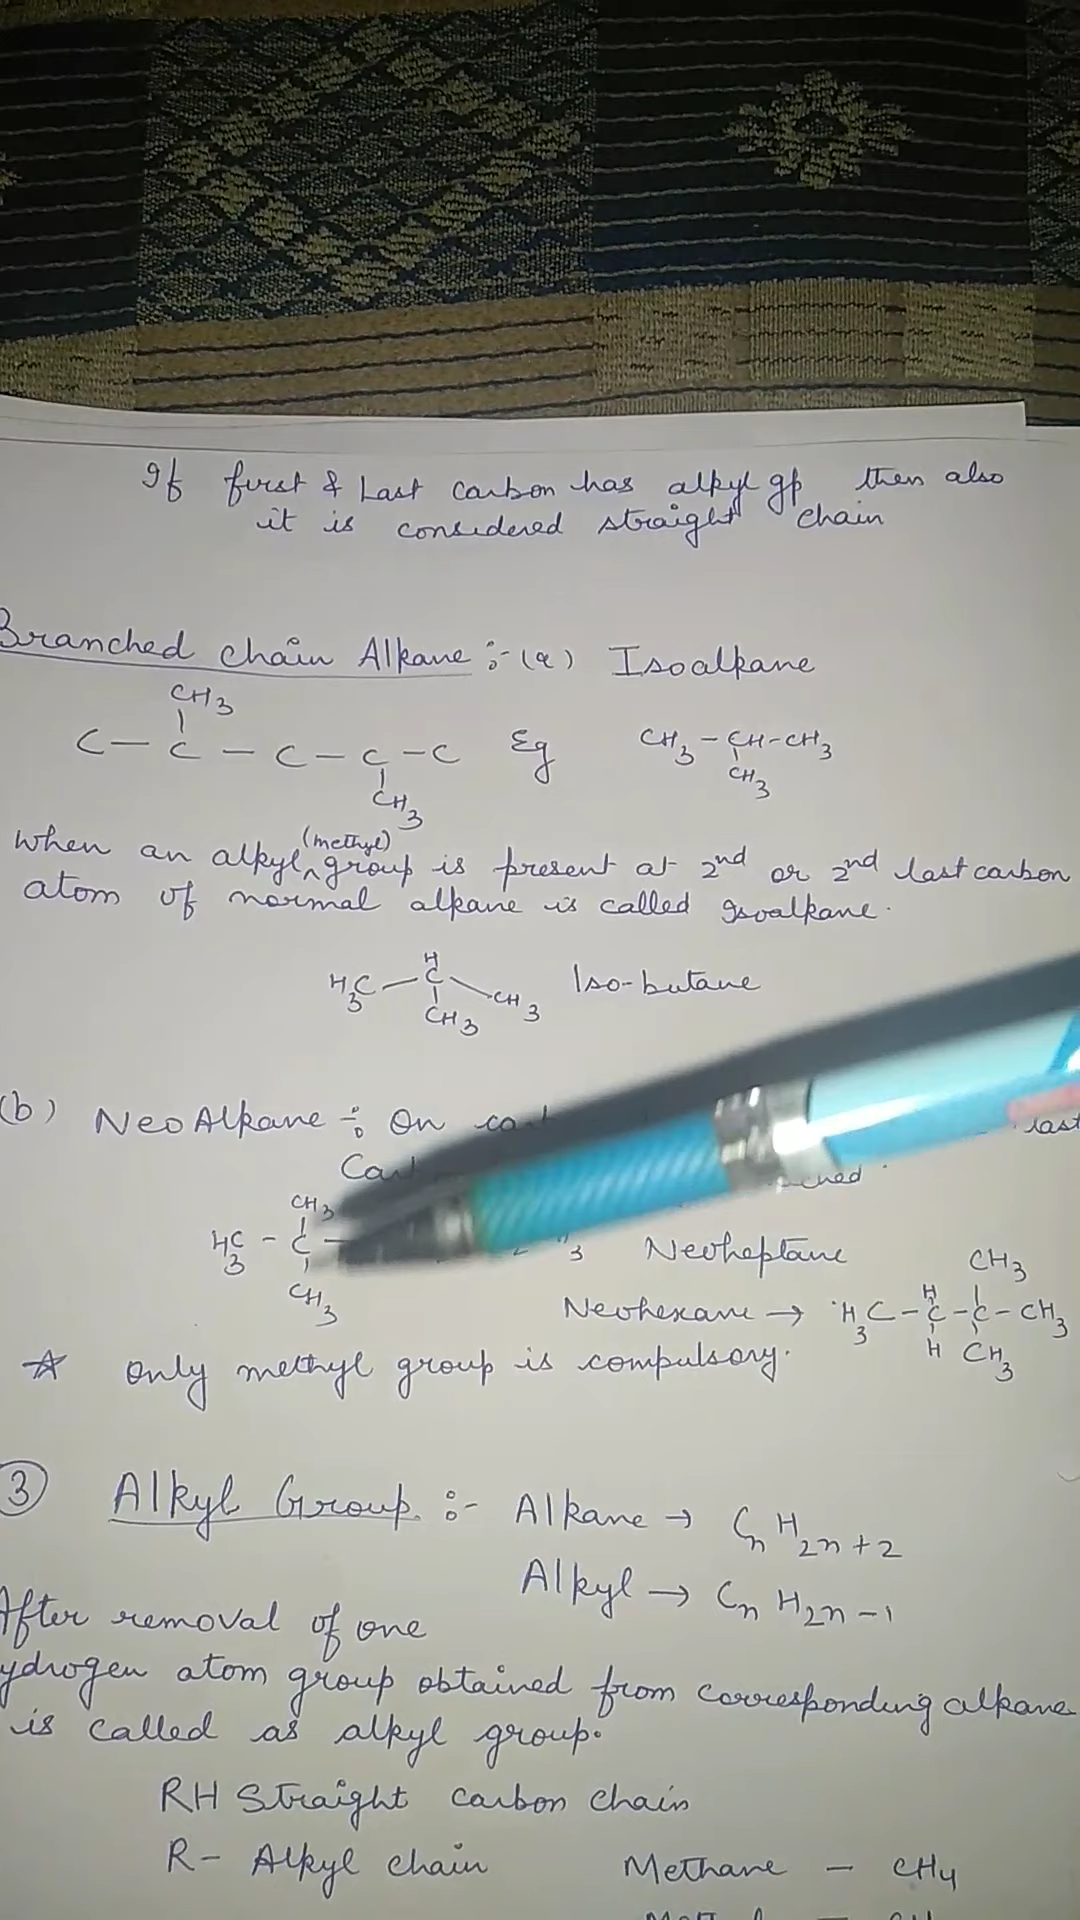 If first & Last carbon has alkyl gp then also
it is considered straight chain
Branched chain Alkane :- (a) Isoalkane
CH3
C - C - C - C - C Eg CH3 - CH - CH3
CH3 CH3
(methyl)
When an alkyl ^ group is present at 2nd or 2nd last carbon
atom of normal alkane is called Isoalkane.
H
H3C - C - CH3 Iso-butane
CH3
(b) NeoAlkane ÷ On last
CH3
H3C - C - Neoheptane
CH3
CH3
Neohexane → H3C - C - C - CH3
H
H CH3
☆ Only methyl group is compulsory.
③ Alkyl Group :- Alkane → CnH2n+2
Alkyl → CnH2n-1
After removal of one
ydrogen atom group obtained from corresponding alkane
is called as alkyl group.
RH Straight carbon chain
R- Alkyl chain Methane - CH4